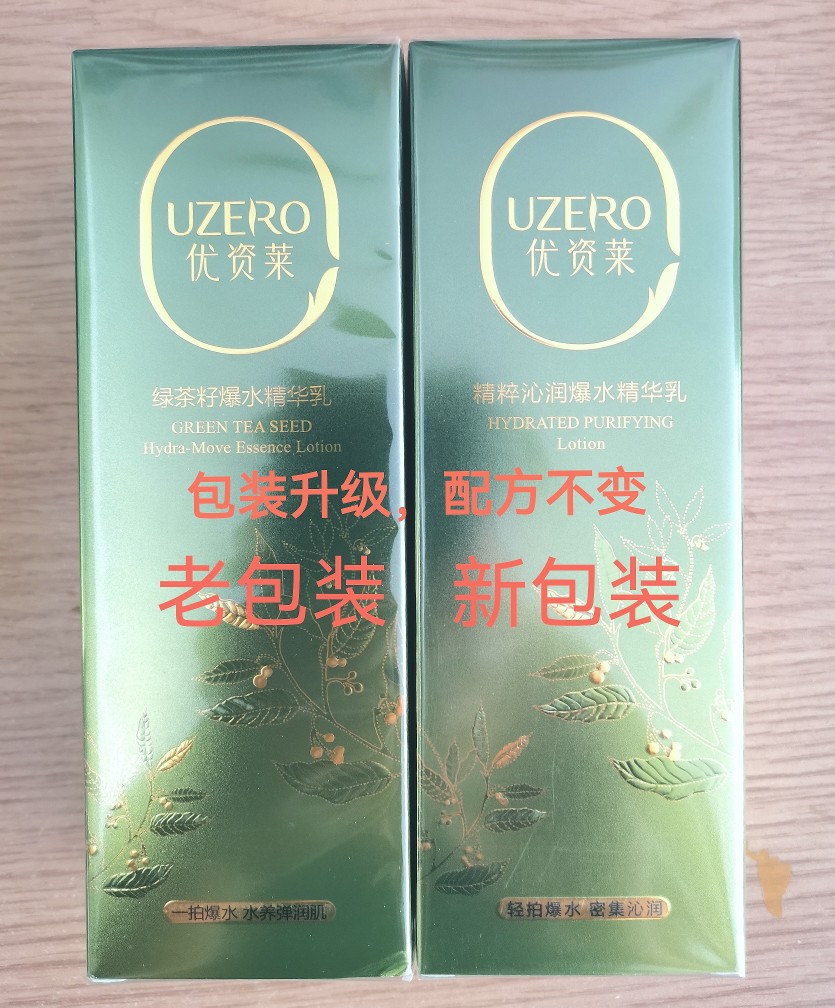 UZERO
优资莱
绿茶籽爆水精华乳
GREEN TEA SEED
Hydra-Move Essence Lotion
一拍爆水 水养弹润肌
UZERO
优资莱
精粹沁润爆水精华乳
HYDRATED PURIFYING
Lotion
轻拍爆水 密集沁润
包装升级，配方不变
老包装 新包装